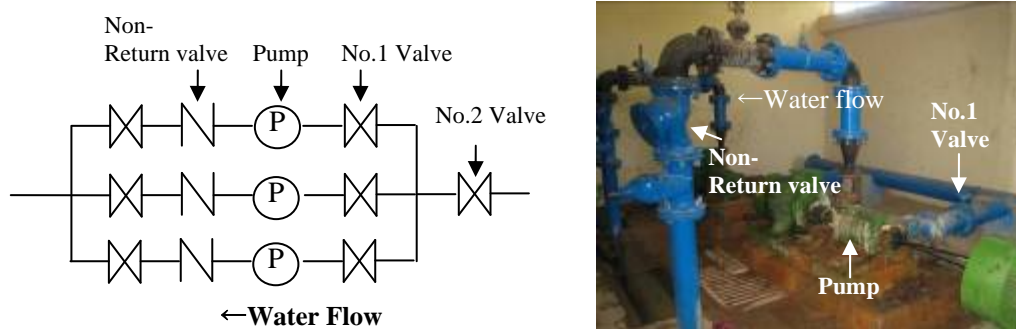 Non-
Return valve
Pump
No.1 Valve
No.2 Valve
P
P
P
←Water Flow
←Water flow
No.1
Valve
Non-
Return valve
Pump